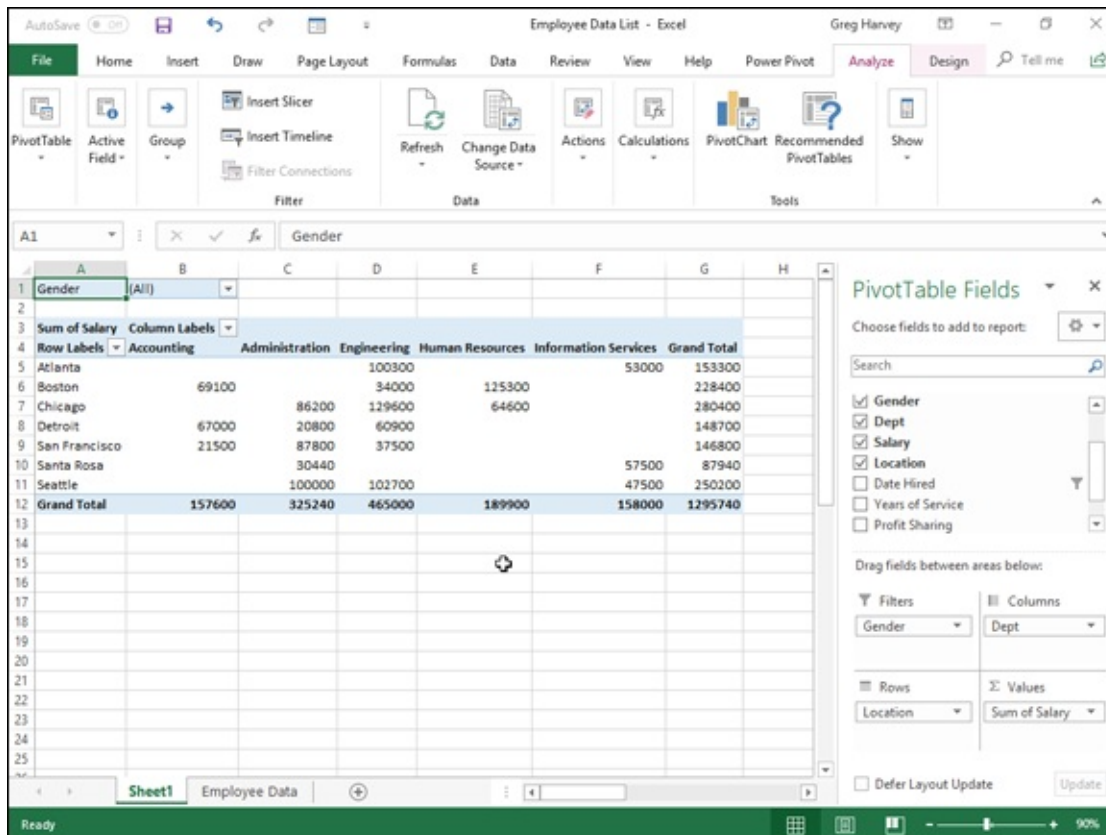 AutoSave Off Employee Data List - Excel Greg Harvey
File Home Insert Draw Page Layout Formulas Data Review View Help Power Pivot Analyze Design Tell me
PivotTable
Active Field
Group
Insert Slicer
Insert Timeline
Filter Connections
Filter
Refresh
Change Data Source
Data
Actions
Calculations
PivotChart
Recommended PivotTables
Tools
Show
A1 fx Gender
A B C D E F G H
1 Gender (All)
2
3 Sum of Salary Column Labels
4 Row Labels Accounting Administration Engineering Human Resources Information Services Grand Total
5 Atlanta 100300 53000 153300
6 Boston 69100 34000 125300 228400
7 Chicago 86200 129600 64600 280400
8 Detroit 67000 20800 60900 148700
9 San Francisco 21500 87800 37500 146800
10 Santa Rosa 30440 57500 87940
11 Seattle 100000 102700 47500 250200
12 Grand Total 157600 325240 465000 189900 158000 1295740
13
14
15
16
17
18
19
20
21
22
23
24
25
PivotTable Fields
Choose fields to add to report:
Search
Gender
Dept
Salary
Location
Date Hired
Years of Service
Profit Sharing
Drag fields between areas below:
Filters Columns
Gender Dept
Rows Σ Values
Location Sum of Salary
Defer Layout Update Update
Sheet1 Employee Data
Ready 90%